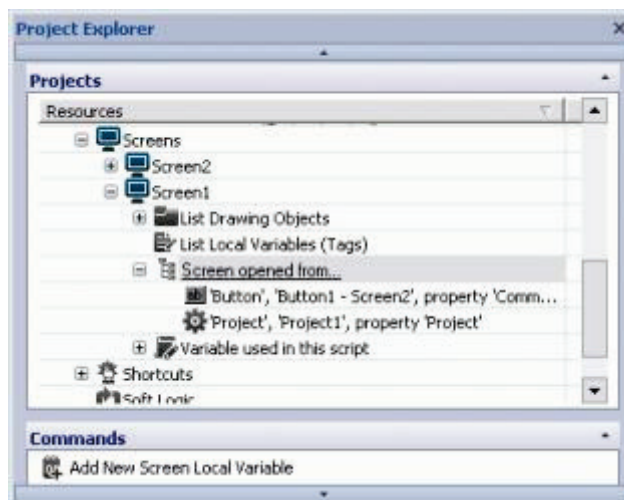 Project Explorer
Projects
Resources
Screens
Screen2
Screen1
List Drawing Objects
List Local Variables (Tags)
Screen opened from...
'Button', 'Button1 - Screen2', property 'Comm...
'Project', 'Project1', property 'Project'
Variable used in this script
Shortcuts
Soft Logic
Commands
Add New Screen Local Variable